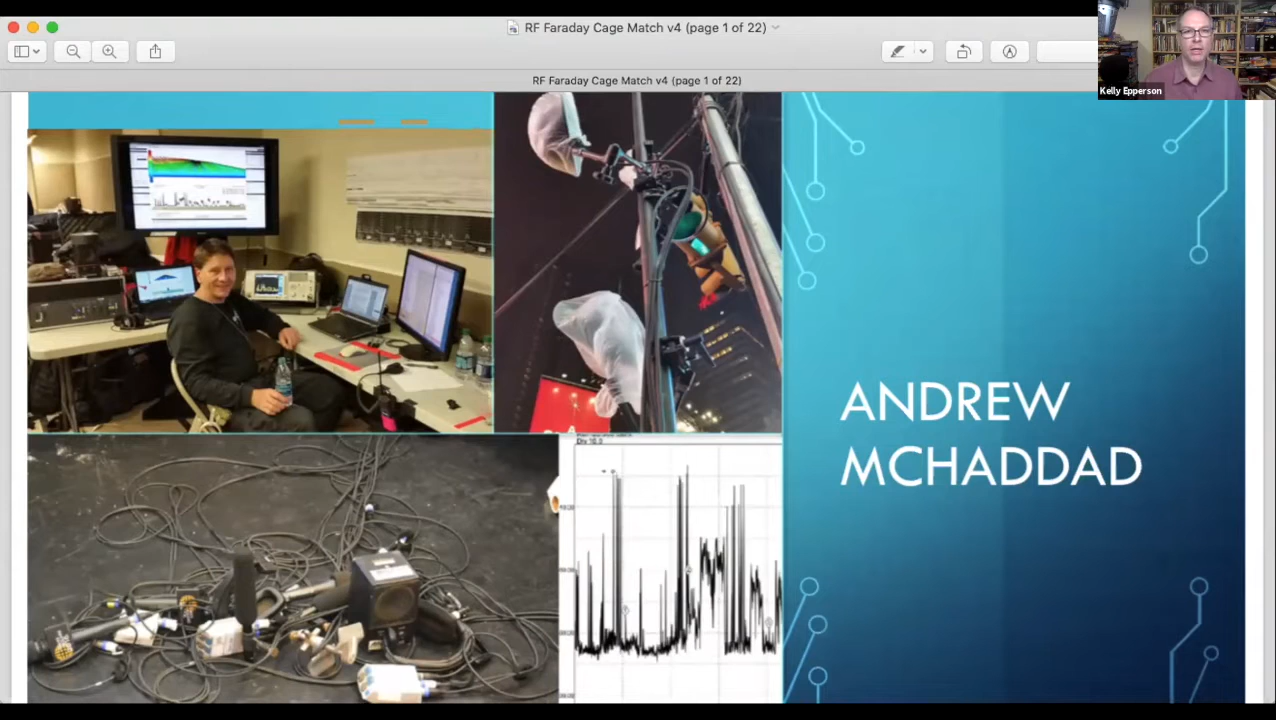 RF Faraday Cage Match v4 (page 1 of 22)
RF Faraday Cage Match v4 (page 1 of 22)
Kelly Epperson
ANDREW
MCHADDAD